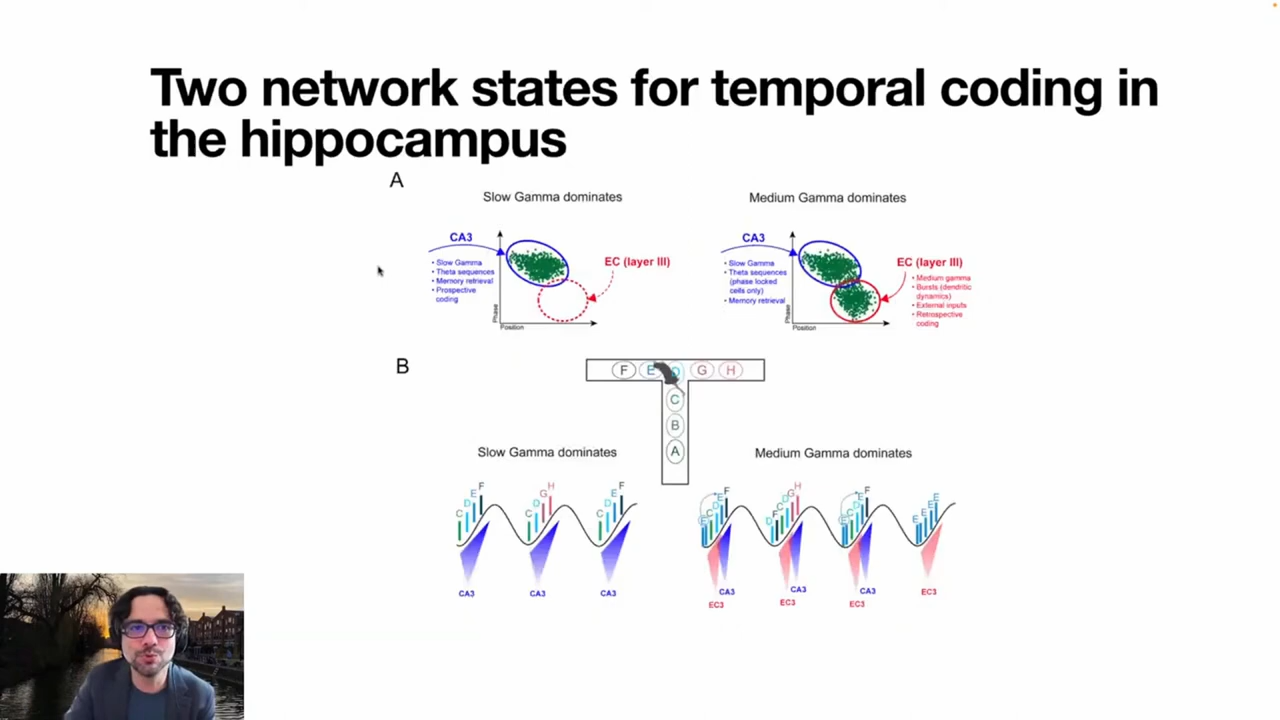 Two network states for temporal coding in
the hippocampus
A
Slow Gamma dominates
CA3
• Slow Gamma
• Theta sequences
• Memory retrieval
• Prospective
coding
EC (layer III)
Phase
Position
Medium Gamma dominates
CA3
• Slow Gamma
• Theta sequences
(phase locked
cells only)
• Memory retrieval
EC (layer III)
• Medium gamma
• Bursts (dendritic
dynamics)
• External inputs
• Retrospective
coding
Phase
Position
B
F E D G H
C
B
A
Slow Gamma dominates
C D E F
C D G H
C D E F
CA3
CA3
CA3
Medium Gamma dominates
E C D E F
D F C D G H
E C D E F
E E E E
CA3
EC3
CA3
EC3
CA3
EC3
EC3